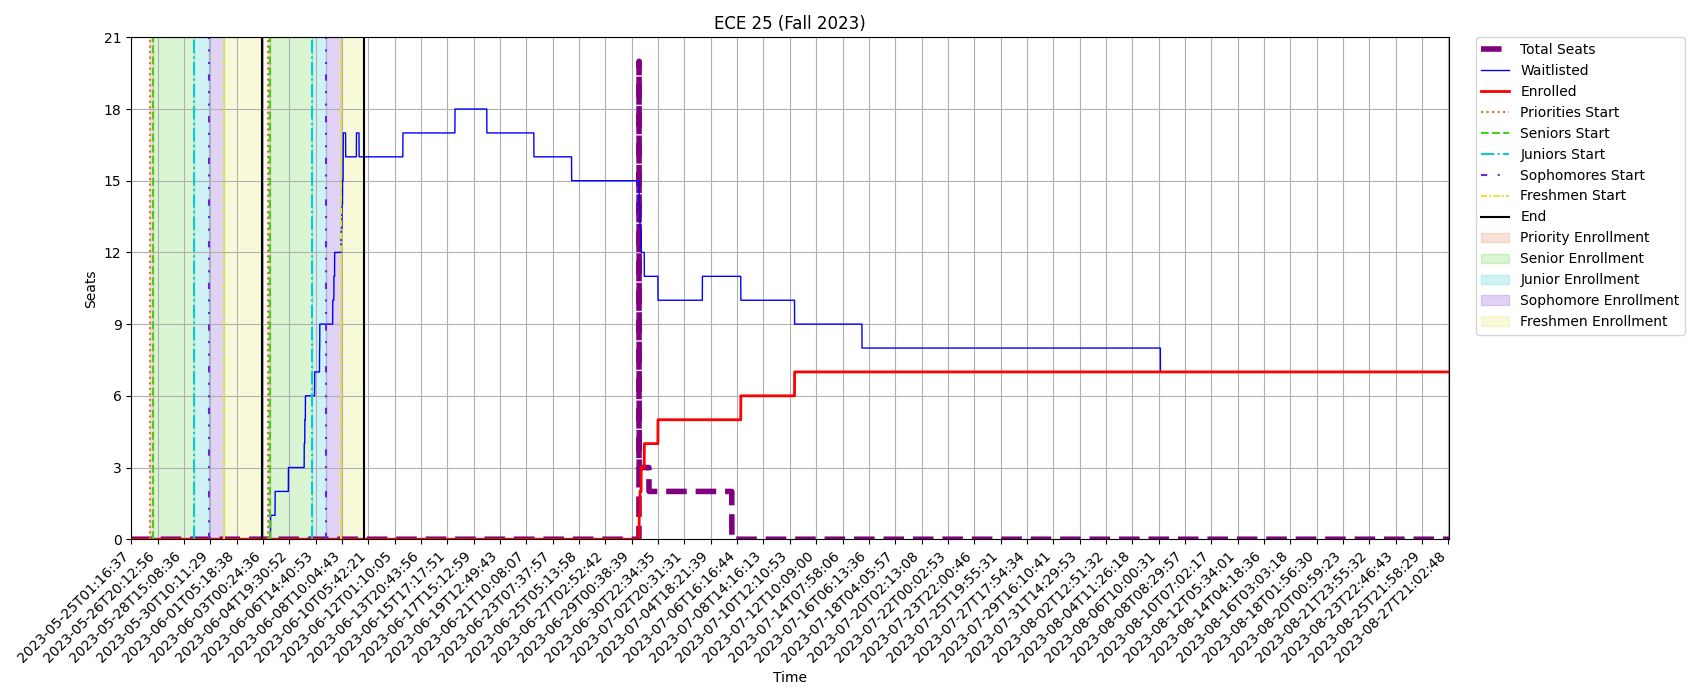 ECE 25 (Fall 2023)
Seats
21
18
15
12
9
6
3
0
2023-05-25T01:16:37
2023-05-26T20:12:56
2023-05-28T15:08:36
2023-05-30T10:11:29
2023-06-01T05:18:38
2023-06-03T00:24:36
2023-06-04T19:30:52
2023-06-06T14:40:53
2023-06-08T10:04:43
2023-06-10T05:42:21
2023-06-12T01:10:05
2023-06-13T20:43:56
2023-06-15T17:17:51
2023-06-17T15:12:59
2023-06-19T12:49:43
2023-06-21T10:08:07
2023-06-23T07:37:57
2023-06-25T05:13:58
2023-06-27T02:52:42
2023-06-29T00:38:39
2023-06-30T22:34:35
2023-07-02T20:31:31
2023-07-04T18:21:39
2023-07-06T16:16:44
2023-07-08T14:16:13
2023-07-10T12:10:53
2023-07-12T10:09:00
2023-07-14T07:58:06
2023-07-16T06:13:36
2023-07-18T04:05:57
2023-07-20T02:13:08
2023-07-22T00:02:53
2023-07-23T22:00:46
2023-07-25T19:55:31
2023-07-27T17:54:34
2023-07-29T16:10:41
2023-07-31T14:29:53
2023-08-02T12:51:32
2023-08-04T11:26:18
2023-08-06T10:00:31
2023-08-08T08:29:57
2023-08-10T07:02:17
2023-08-12T05:34:01
2023-08-14T04:18:36
2023-08-16T03:03:18
2023-08-18T01:56:30
2023-08-20T00:59:23
2023-08-21T23:55:32
2023-08-23T22:46:43
2023-08-25T21:58:29
2023-08-27T21:02:48
Time
Total Seats
Waitlisted
Enrolled
Priorities Start
Seniors Start
Juniors Start
Sophomores Start
Freshmen Start
End
Priority Enrollment
Senior Enrollment
Junior Enrollment
Sophomore Enrollment
Freshmen Enrollment